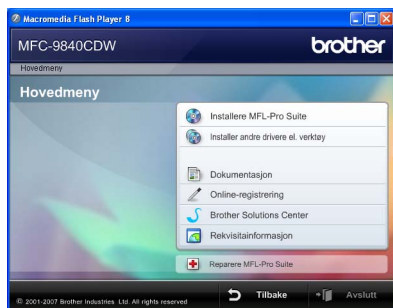 Macromedia Flash Player 8
MFC-9840CDW
brother
Hovedmeny
Hovedmeny
Installere MFL-Pro Suite
Installer andre drivere el. verktøy
Dokumentasjon
Online-registrering
Brother Solutions Center
Rekvisitainformasjon
Reparere MFL-Pro Suite
© 2001-2007 Brother Industries Ltd. All rights reserved
Tilbake
Avslutt